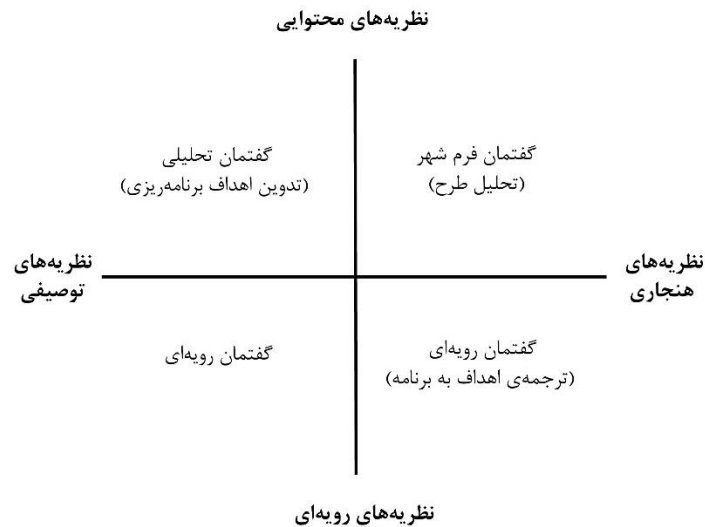 نظریه‌های محتوایی
گفتمان فرم شهر
(تحلیل طرح)
گفتمان تحلیلی
(تدوین اهداف برنامه‌ریزی)
نظریه‌های
هنجاری
نظریه‌های
توصیفی
گفتمان رویه‌ای
(ترجمه‌ی اهداف به برنامه)
گفتمان رویه‌ای
نظریه‌های رویه‌ای